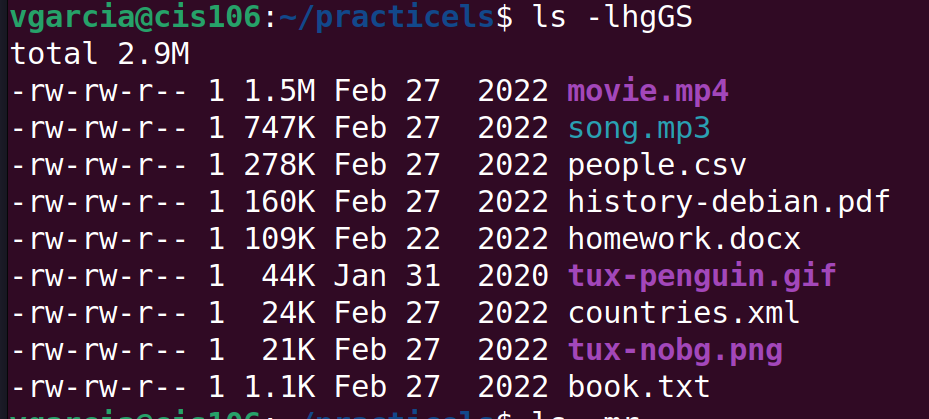 vgarcia@cis106:~/practicels$ ls -lhgGS
total 2.9M
-rw-rw-r-- 1 1.5M Feb 27  2022 movie.mp4
-rw-rw-r-- 1 747K Feb 27  2022 song.mp3
-rw-rw-r-- 1 278K Feb 27  2022 people.csv
-rw-rw-r-- 1 160K Feb 27  2022 history-debian.pdf
-rw-rw-r-- 1 109K Feb 22  2022 homework.docx
-rw-rw-r-- 1  44K Jan 31  2020 tux-penguin.gif
-rw-rw-r-- 1  24K Feb 27  2022 countries.xml
-rw-rw-r-- 1  21K Feb 27  2022 tux-nobg.png
-rw-rw-r-- 1 1.1K Feb 27  2022 book.txt
vgarcia@cis106:~/practicels$ ls